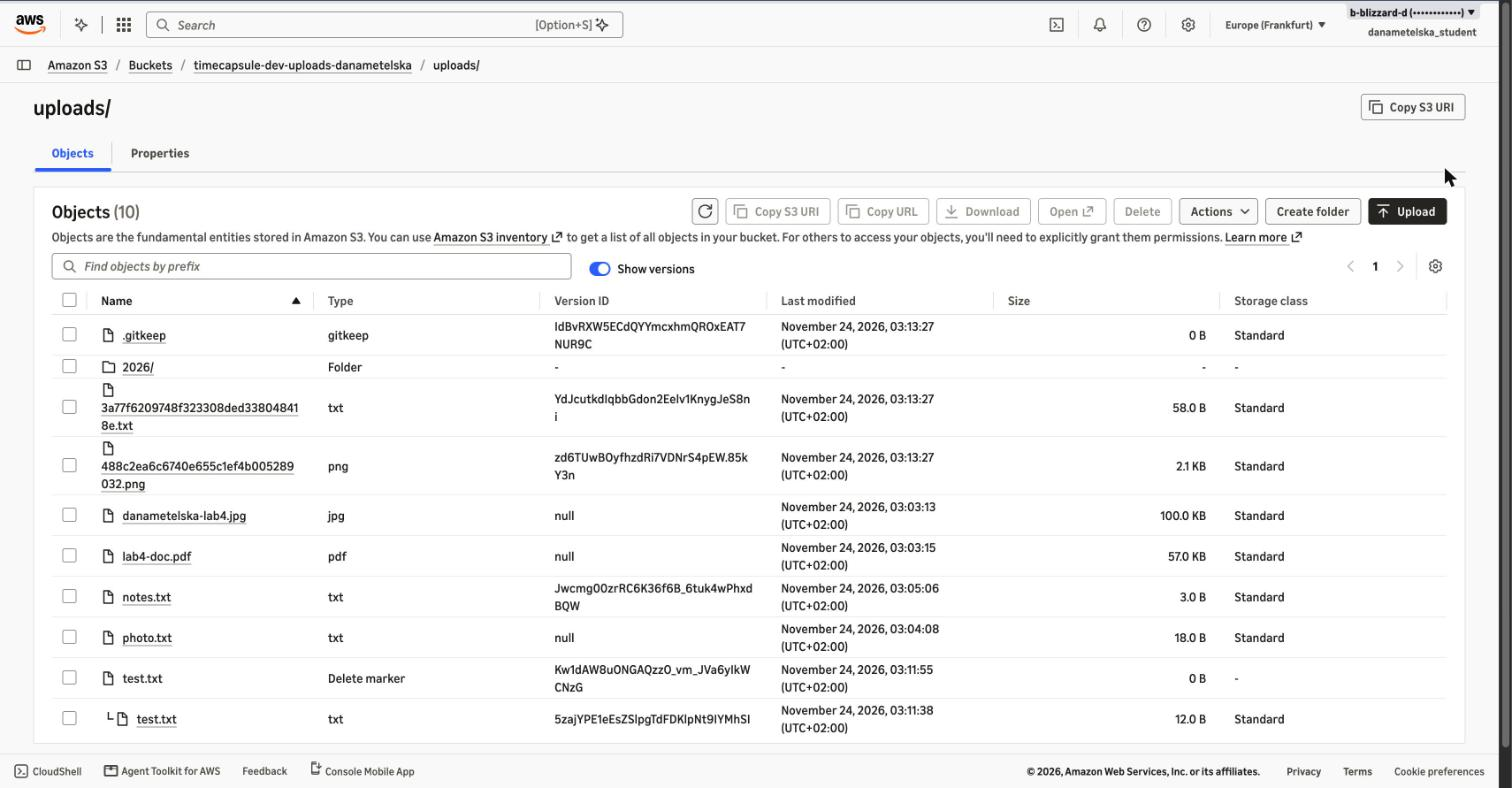 aws
Search [Option+S]
Europe (Frankfurt)
b-blizzard-d (············)
danametelska_student
Amazon S3 / Buckets / timecapsule-dev-uploads-danametelska / uploads/
uploads/
Copy S3 URI
Objects Properties
Objects (10)
Copy S3 URI Copy URL Download Open Delete Actions Create folder Upload
Objects are the fundamental entities stored in Amazon S3. You can use Amazon S3 inventory to get a list of all objects in your bucket. For others to access your objects, you'll need to explicitly grant them permissions. Learn more
Find objects by prefix
Show versions
1
Name Type Version ID Last modified Size Storage class
.gitkeep gitkeep IdBvRXW5ECdQYYmcxhmQROxEAT7 November 24, 2026, 03:13:27 0 B Standard
NUR9C (UTC+02:00)
2026/ Folder - - - -
3a77f6209748f323308ded33804841 txt YdJcutkdIqbbGdon2EeIv1KnygJeS8n November 24, 2026, 03:13:27 58.0 B Standard
8e.txt i (UTC+02:00)
488c2ea6c6740e655c1ef4b005289 png zd6TUwBOyfhzdRi7VDNrS4pEW.85k November 24, 2026, 03:13:27 2.1 KB Standard
032.png Y3n (UTC+02:00)
danametelska-lab4.jpg jpg null November 24, 2026, 03:03:13 100.0 KB Standard
(UTC+02:00)
lab4-doc.pdf pdf null November 24, 2026, 03:03:15 57.0 KB Standard
(UTC+02:00)
notes.txt txt Jwcmg00zrRC6K36f6B_6tuk4wPhxd November 24, 2026, 03:05:06 3.0 B Standard
BQW (UTC+02:00)
photo.txt txt null November 24, 2026, 03:04:08 18.0 B Standard
(UTC+02:00)
test.txt Delete marker Kw1dAW8uONGAQzzO_vm_JVa6yIkW November 24, 2026, 03:11:55 0 B -
CNzG (UTC+02:00)
test.txt txt 5zajYPE1eEsZSlpgTdFDKlpNt9IYMhSI November 24, 2026, 03:11:38 12.0 B Standard
(UTC+02:00)
CloudShell Agent Toolkit for AWS Feedback Console Mobile App © 2026, Amazon Web Services, Inc. or its affiliates. Privacy Terms Cookie preferences